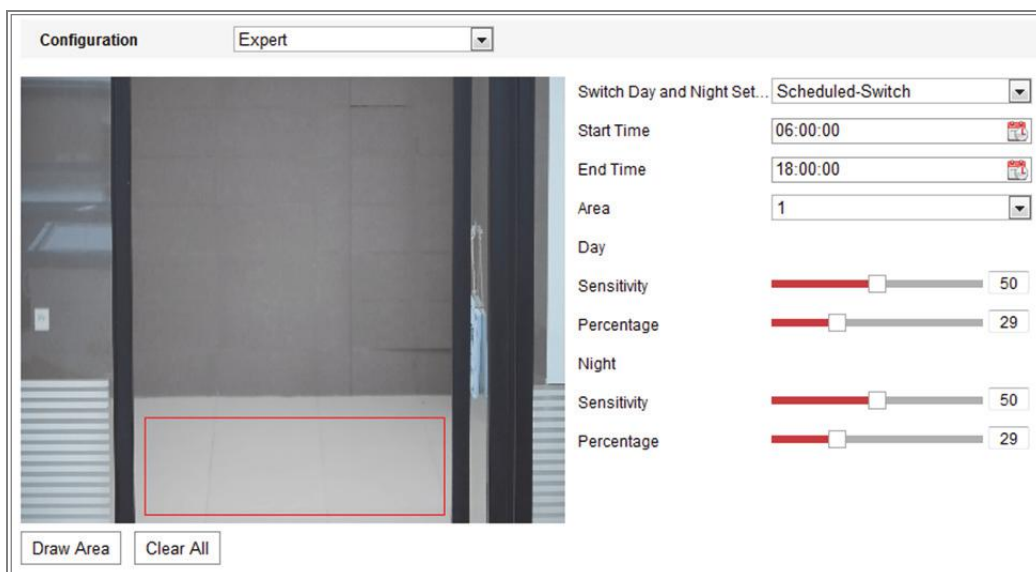 Configuration Expert
Switch Day and Night Set... Scheduled-Switch
Start Time 06:00:00
End Time 18:00:00
Area 1
Day
Sensitivity 50
Percentage 29
Night
Sensitivity 50
Percentage 29
Draw Area Clear All